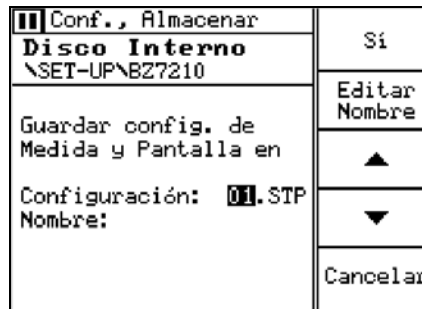 Conf., Almacenar
Disco Interno
\SET-UP\BZ7210
Guardar config. de
Medida y Pantalla en
Configuración: 01.STP
Nombre:
Sí
Editar
Nombre
Cancelar